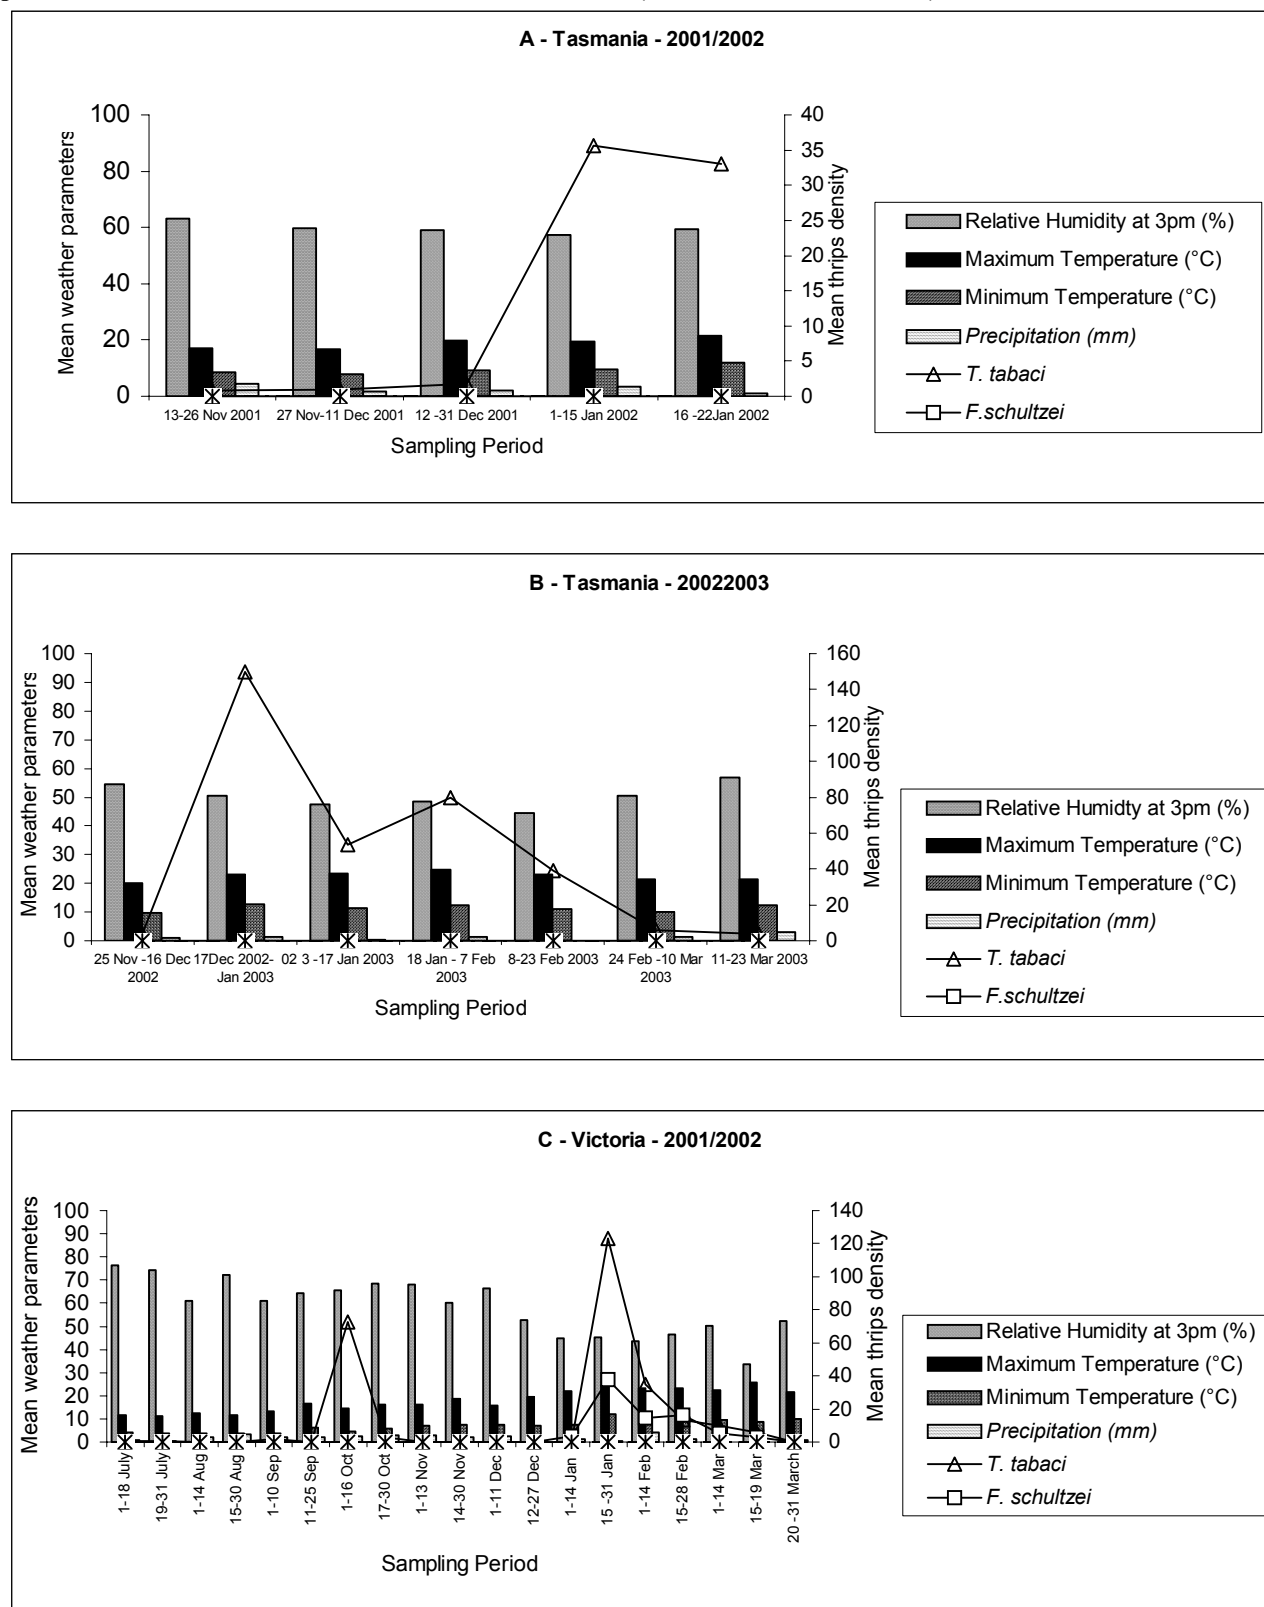 A - Tasmania - 2001/2002
Mean weather parameters
100
80
60
40
20
0
40
35
30
25
20
15
10
5
0
Mean thrips density
13-26 Nov 2001
27 Nov-11 Dec 2001
12 -31 Dec 2001
1-15 Jan 2002
16 -22Jan 2002
Sampling Period
Relative Humidity at 3pm (%)
Maximum Temperature (°C)
Minimum Temperature (°C)
Precipitation (mm)
T. tabaci
F.schultzei
B - Tasmania - 20022003
Mean weather parameters
100
90
80
70
60
50
40
30
20
10
0
160
140
120
100
80
60
40
20
0
Mean thrips density
25 Nov -16 Dec
2002
17Dec 2002- 02
Jan 2003
3 -17 Jan 2003
18 Jan - 7 Feb
2003
8-23 Feb 2003
24 Feb -10 Mar
2003
11-23 Mar 2003
Sampling Period
Relative Humidty at 3pm (%)
Maximum Temperature (°C)
Minimum Temperature (°C)
Precipitation (mm)
T. tabaci
F.schultzei
C - Victoria - 2001/2002
Mean weather parameters
100
90
80
70
60
50
40
30
20
10
0
140
120
100
80
60
40
20
0
Mean thrips density
1-18 July
19-31 July
1-14 Aug
15-30 Aug
1-10 Sep
11-25 Sep
1-16 Oct
17-30 Oct
1-13 Nov
14-30 Nov
1-11 Dec
12-27 Dec
1-14 Jan
15 -31 Jan
1-14 Feb
15-28 Feb
1-14 Mar
15-19 Mar
20 -31 March
Sampling Period
Relative Humidity at 3pm (%)
Maximum Temperature (°C)
Minimum Temperature (°C)
Precipitation (mm)
T. tabaci
F. schultzei